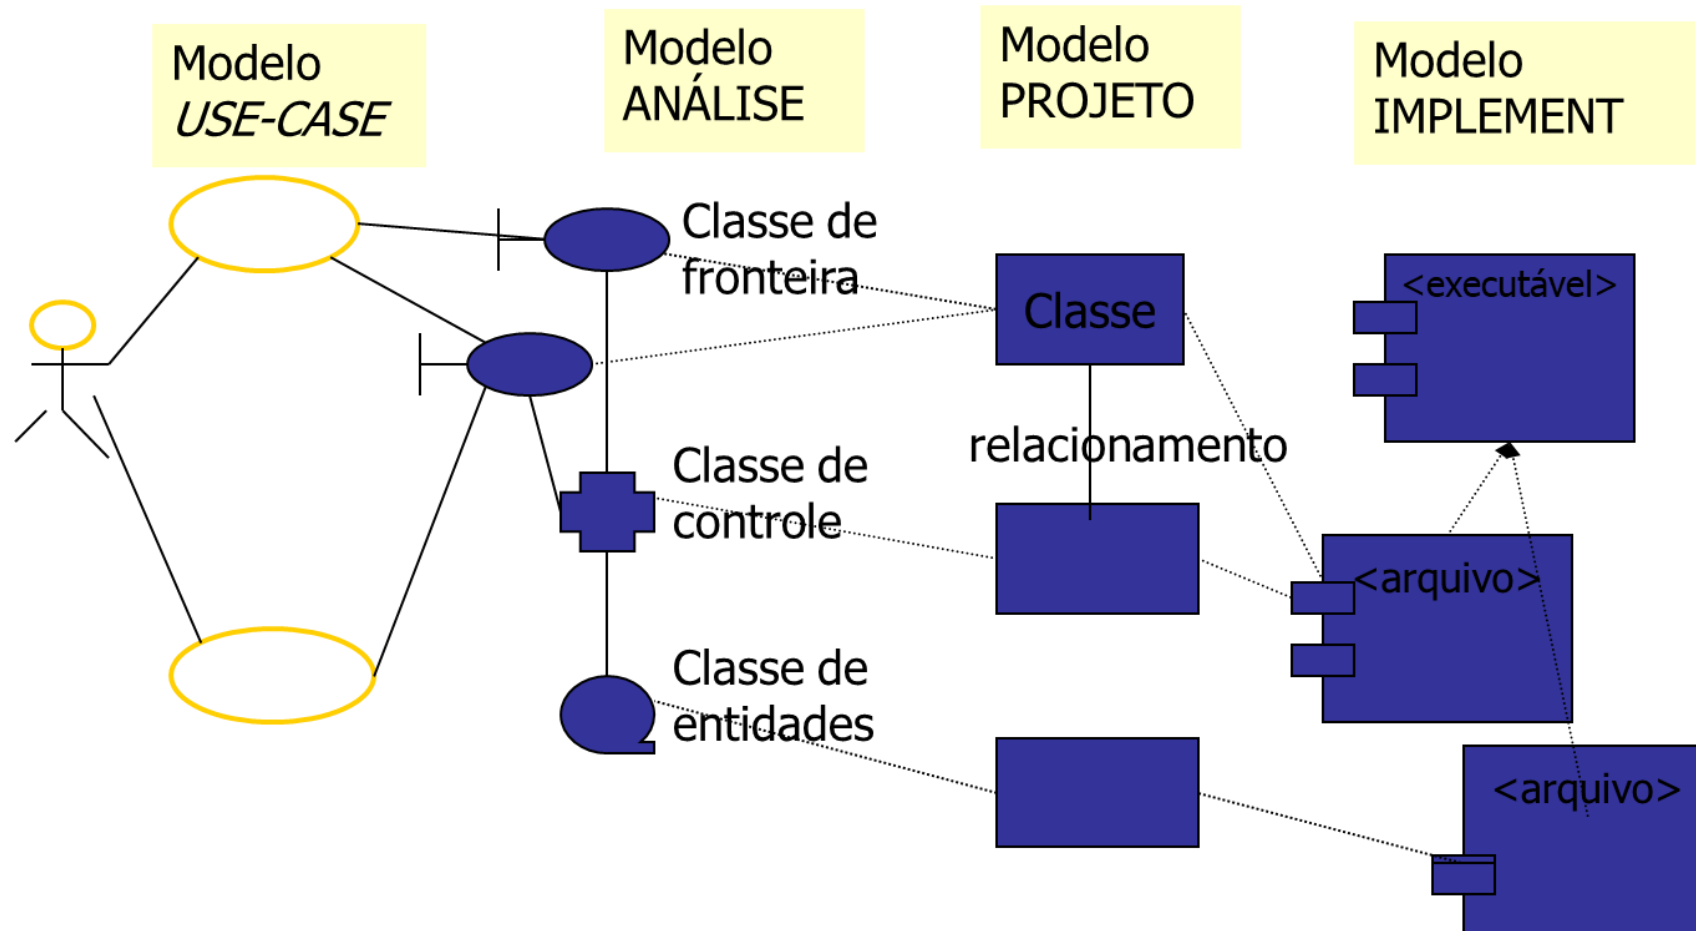 Modelo
USE-CASE
Modelo
ANÁLISE
Modelo
PROJETO
Modelo
IMPLEMENT
Classe de
fronteira
Classe
<executável>
relacionamento
Classe de
controle
<arquivo>
Classe de
entidades
<arquivo>